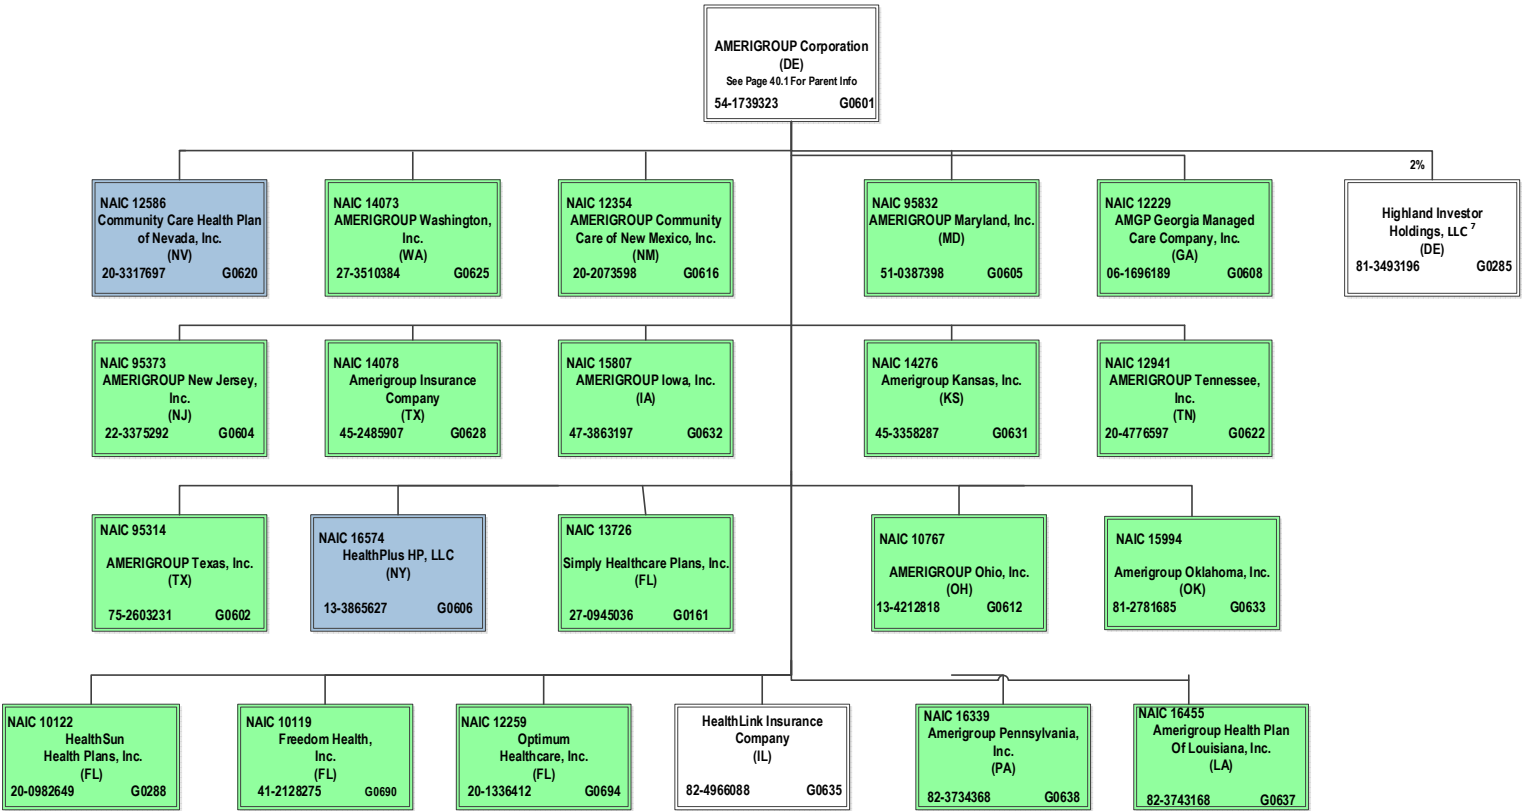 AMERIGROUP Corporation
(DE)
See Page 40.1 For Parent Info
54-1739323 G0601
2%
NAIC 12586
Community Care Health Plan
of Nevada, Inc.
(NV)
20-3317697 G0620
NAIC 14073
AMERIGROUP Washington,
Inc.
(WA)
27-3510384 G0625
NAIC 12354
AMERIGROUP Community
Care of New Mexico, Inc.
(NM)
20-2073598 G0616
NAIC 95832
AMERIGROUP Maryland, Inc.
(MD)
51-0387398 G0605
NAIC 12229
AMGP Georgia Managed
Care Company, Inc.
(GA)
06-1696189 G0608
Highland Investor
Holdings, LLC 7
(DE)
81-3493196 G0285
NAIC 95373
AMERIGROUP New Jersey,
Inc.
(NJ)
22-3375292 G0604
NAIC 14078
Amerigroup Insurance
Company
(TX)
45-2485907 G0628
NAIC 15807
AMERIGROUP Iowa, Inc.
(IA)
47-3863197 G0632
NAIC 14276
Amerigroup Kansas, Inc.
(KS)
45-3358287 G0631
NAIC 12941
AMERIGROUP Tennessee,
Inc.
(TN)
20-4776597 G0622
NAIC 95314
AMERIGROUP Texas, Inc.
(TX)
75-2603231 G0602
NAIC 16574
HealthPlus HP, LLC
(NY)
13-3865627 G0606
NAIC 13726
Simply Healthcare Plans, Inc.
(FL)
27-0945036 G0161
NAIC 10767
AMERIGROUP Ohio, Inc.
(OH)
13-4212818 G0612
NAIC 15994
Amerigroup Oklahoma, Inc.
(OK)
81-2781685 G0633
NAIC 10122
HealthSun
Health Plans, Inc.
(FL)
20-0982649 G0288
NAIC 10119
Freedom Health,
Inc.
(FL)
41-2128275 G0690
NAIC 12259
Optimum
Healthcare, Inc.
(FL)
20-1336412 G0694
HealthLink Insurance
Company
(IL)
82-4966088 G0635
NAIC 16339
Amerigroup Pennsylvania,
Inc.
(PA)
82-3734368 G0638
NAIC 16455
Amerigroup Health Plan
Of Louisiana, Inc.
(LA)
82-3743168 G0637